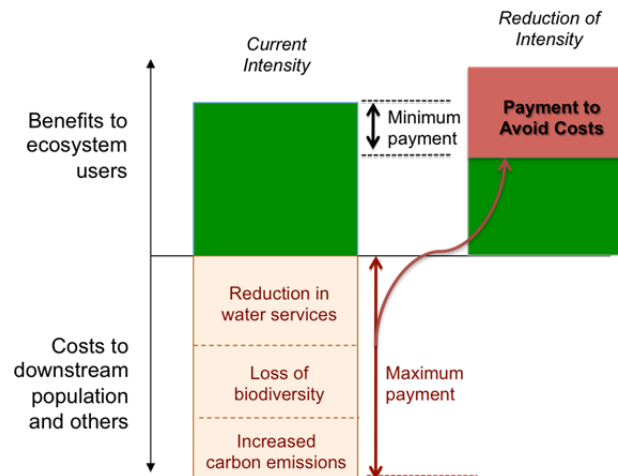 Current
Intensity
Reduction of
Intensity
Benefits to
ecosystem
users
Minimum
payment
Payment to
Avoid Costs
Reduction in
water services
Costs to
downstream
population
and others
Loss of
biodiversity
Maximum
payment
Increased
carbon emissions